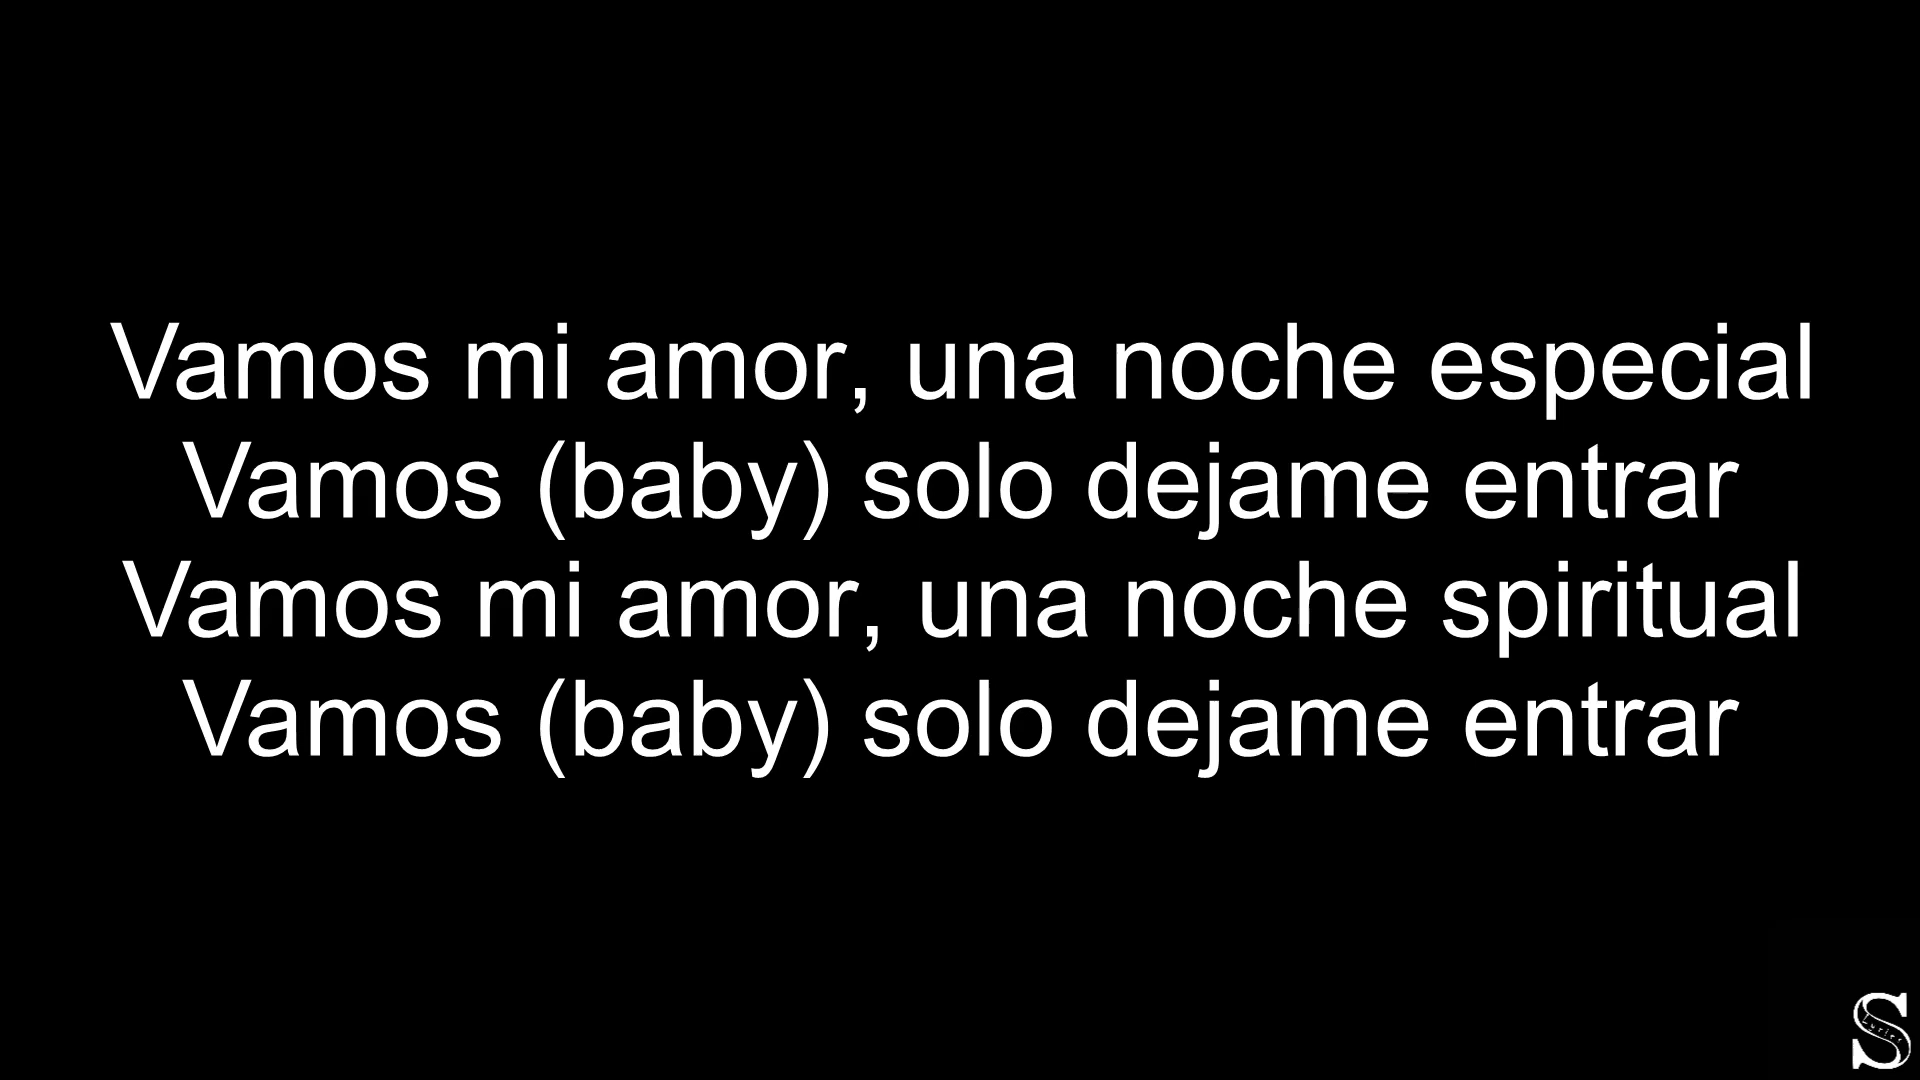 Vamos mi amor, una noche especial
Vamos (baby) solo dejame entrar
Vamos mi amor, una noche spiritual
Vamos (baby) solo dejame entrar
S